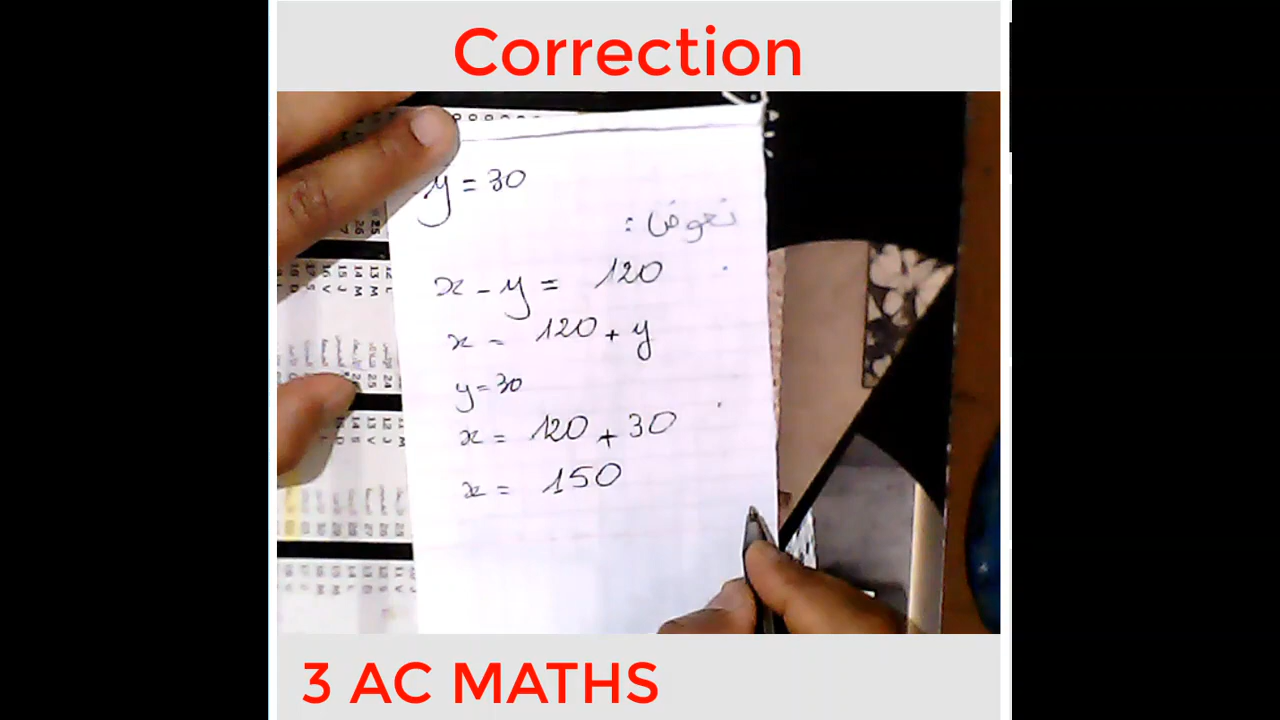 Correction
y = 30
نعوض :
x - y = 120
x = 120 + y
y = 30
x = 120 + 30
x = 150
3 AC MATHS